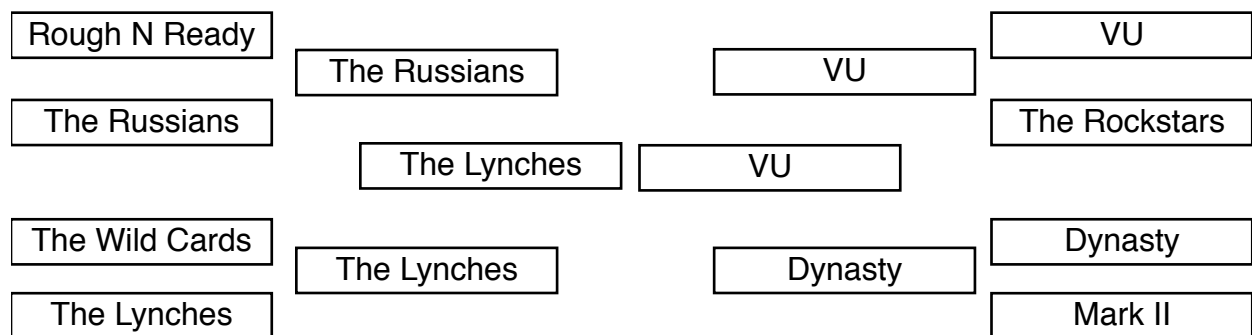 Rough N Ready
VU
The Russians
VU
The Russians
The Rockstars
The Lynches
VU
The Wild Cards
Dynasty
The Lynches
Dynasty
The Lynches
Mark II